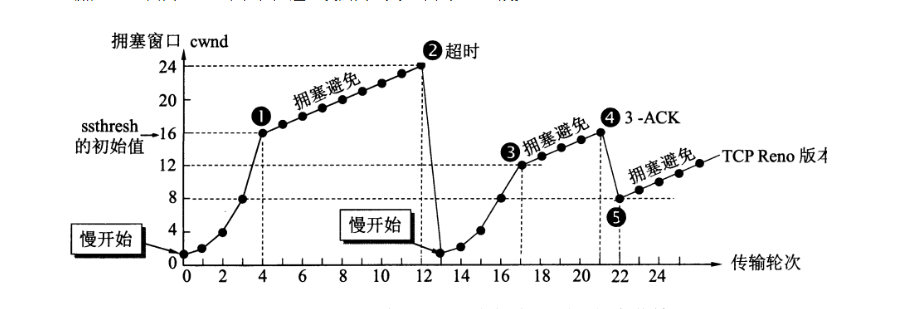 拥塞窗口 cwnd
❷ 超时
24
20
16
12
8
4
0
ssthresh
的初始值
❶
拥塞避免
❸
拥塞避免
❹ 3 -ACK
拥塞避免
TCP Reno 版本
❺
慢开始
慢开始
0 2 4 6 8 10 12 14 16 18 20 22 24
传输轮次